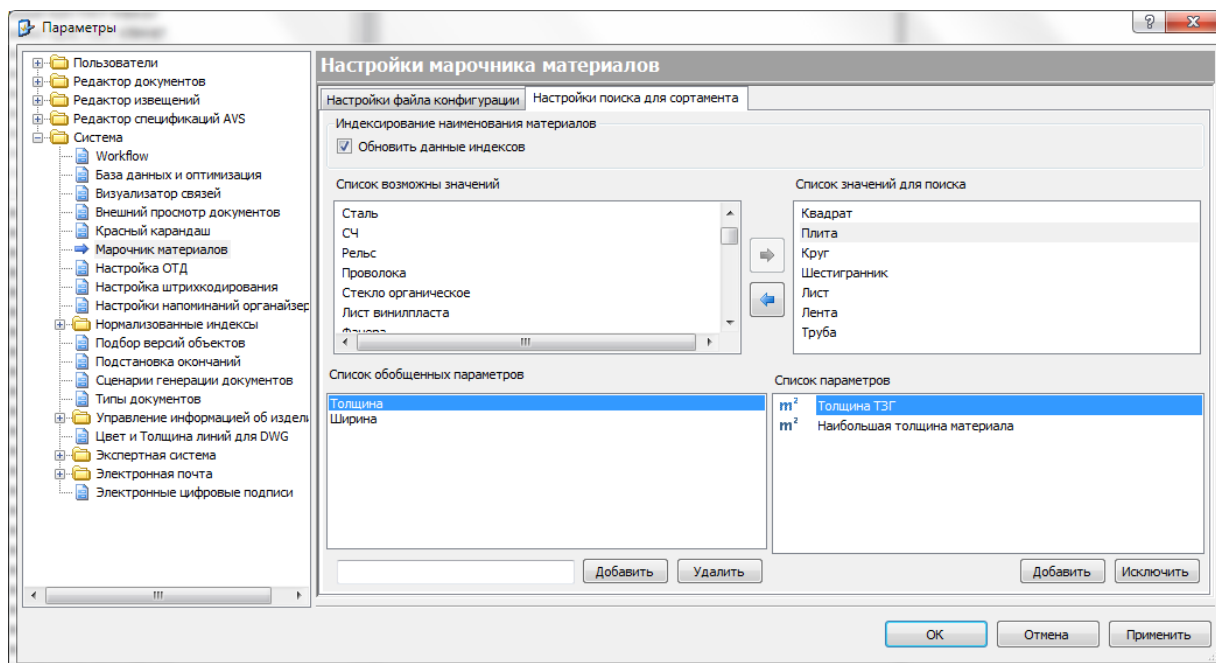 Параметры
Пользователи
Редактор документов
Редактор извещений
Редактор спецификаций AVS
Система
Workflow
База данных и оптимизация
Визуализатор связей
Внешний просмотр документов
Красный карандаш
Марочник материалов
Настройка ОТД
Настройка штрихкодирования
Настройки напоминаний органайзер
Нормализованные индексы
Подбор версий объектов
Подстановка окончаний
Сценарии генерации документов
Типы документов
Управление информацией об издели
Цвет и Толщина линий для DWG
Экспертная система
Электронная почта
Электронные цифровые подписи
Настройки марочника материалов
Настройки файла конфигурации Настройки поиска для сортамента
Индексирование наименования материалов
Обновить данные индексов
Список возможны значений
Сталь
СЧ
Рельс
Проволока
Стекло органическое
Лист винилпласта
Фанера
Список значений для поиска
Квадрат
Плита
Круг
Шестигранник
Лист
Лента
Труба
Список обобщенных параметров
Толщина
Ширина
Добавить Удалить
Список параметров
m² Толщина ТЗГ
m² Наибольшая толщина материала
Добавить Исключить
OK Отмена Применить